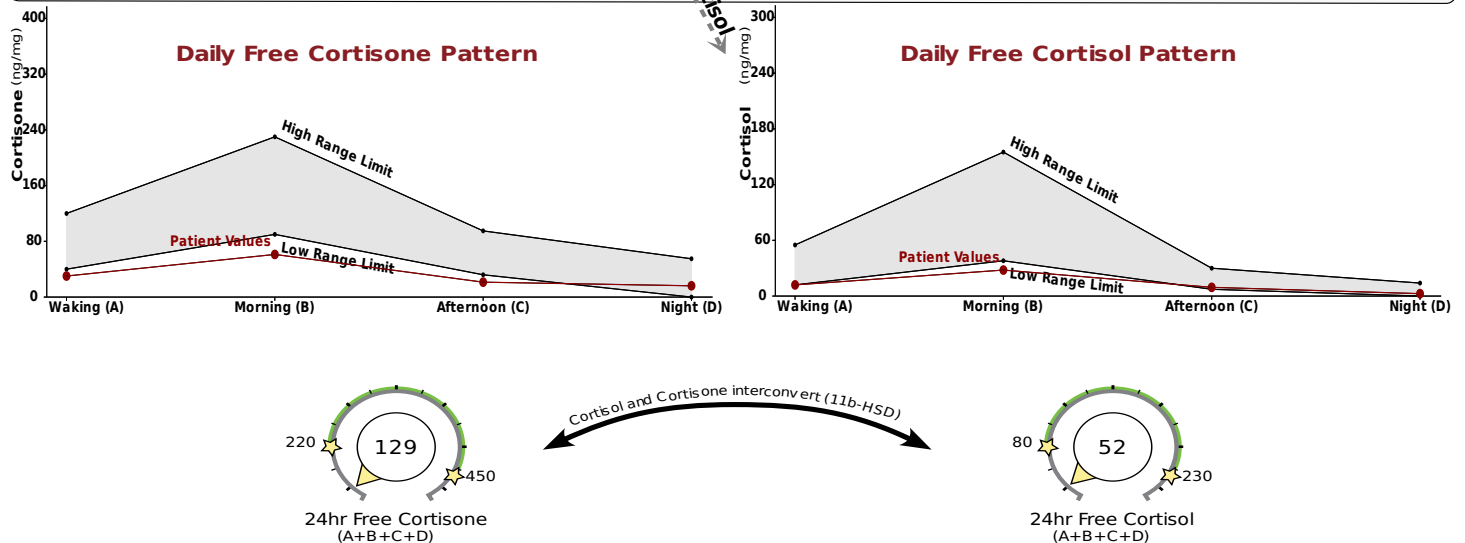 isol
Daily Free Cortisone Pattern
Cortisone (ng/mg)
400
320
240
160
80
0
High Range Limit
Patient Values
Low Range Limit
Waking (A)
Morning (B)
Afternoon (C)
Night (D)
Daily Free Cortisol Pattern
Cortisol (ng/mg)
300
240
180
120
60
0
High Range Limit
Patient Values
Low Range Limit
Waking (A)
Morning (B)
Afternoon (C)
Night (D)
Cortisol and Cortisone interconvert (11b-HSD)
220
129
450
24hr Free Cortisone
(A+B+C+D)
80
52
230
24hr Free Cortisol
(A+B+C+D)